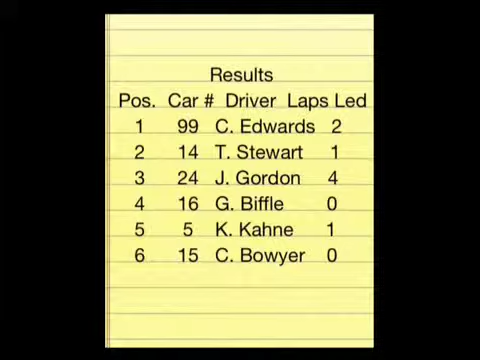 Results
Pos. Car # Driver Laps Led
1 99 C. Edwards 2
2 14 T. Stewart 1
3 24 J. Gordon 4
4 16 G. Biffle 0
5 5 K. Kahne 1
6 15 C. Bowyer 0